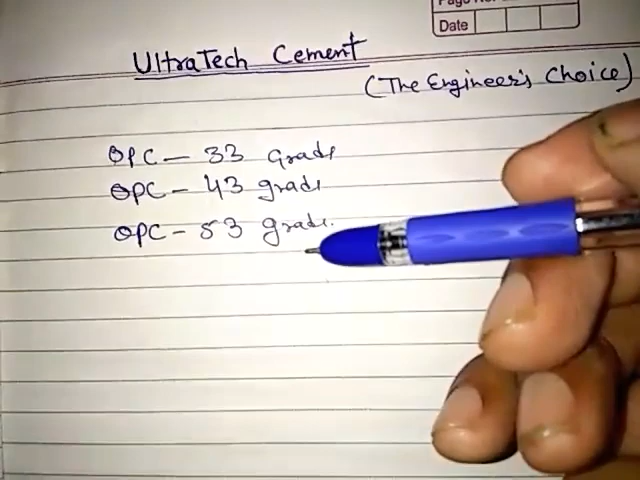 Date
UltraTech Cement
(The Engineer's Choice)
OPC – 33 Grade
OPC – 43 grade
OPC – 53 grade.